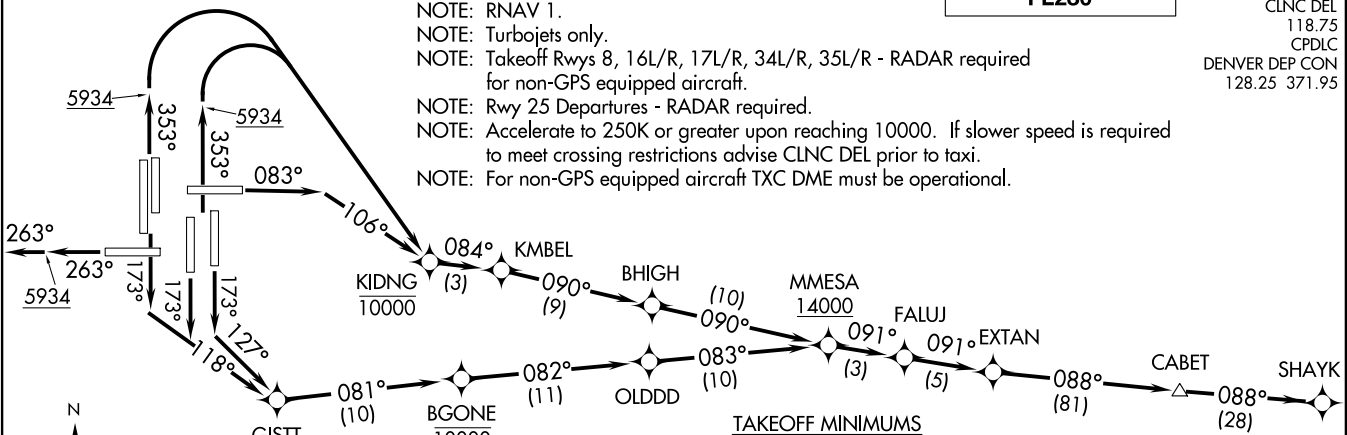 NOTE: RNAV 1.
NOTE: Turbojets only.
NOTE: Takeoff Rwys 8, 16L/R, 17L/R, 34L/R, 35L/R - RADAR required
for non-GPS equipped aircraft.
NOTE: Rwy 25 Departures - RADAR required.
NOTE: Accelerate to 250K or greater upon reaching 10000. If slower speed is required
to meet crossing restrictions advise CLNC DEL prior to taxi.
NOTE: For non-GPS equipped aircraft TXC DME must be operational.
CLNC DEL
118.75
CPDLC
DENVER DEP CON
128.25 371.95
5934
353°
5934
353°
083°
106°
263°
263°
5934
173°
173°
173°
118°
127°
KIDNG
10000
084°
(3)
KMBEL
090°
(9)
BHIGH
(10)
090°
MMESA
14000
091°
(3)
FALUJ
091°
(5)
EXTAN
088°
(81)
CABET
088°
(28)
SHAYK
081°
(10)
BGONE
082°
(11)
OLDDD
083°
(10)
N
TAKEOFF MINIMUMS